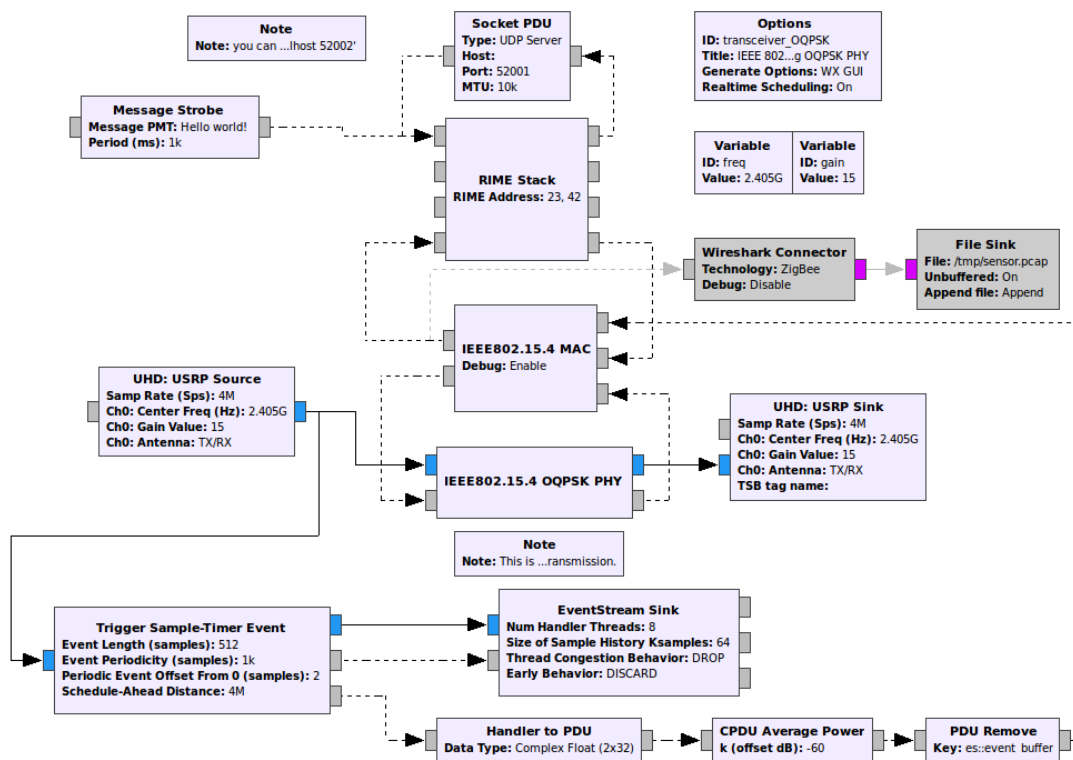 Note
Note: you can ...lhost 52002'
Socket PDU
Type: UDP Server
Host:
Port: 52001
MTU: 10k
Options
ID: transceiver_OQPSK
Title: IEEE 802...g OQPSK PHY
Generate Options: WX GUI
Realtime Scheduling: On
Message Strobe
Message PMT: Hello world!
Period (ms): 1k
RIME Stack
RIME Address: 23, 42
Variable
ID: freq
Value: 2.405G
Variable
ID: gain
Value: 15
Wireshark Connector
Technology: ZigBee
Debug: Disable
File Sink
File: /tmp/sensor.pcap
Unbuffered: On
Append file: Append
IEEE802.15.4 MAC
Debug: Enable
UHD: USRP Source
Samp Rate (Sps): 4M
Ch0: Center Freq (Hz): 2.405G
Ch0: Gain Value: 15
Ch0: Antenna: TX/RX
UHD: USRP Sink
Samp Rate (Sps): 4M
Ch0: Center Freq (Hz): 2.405G
Ch0: Gain Value: 15
Ch0: Antenna: TX/RX
TSB tag name:
IEEE802.15.4 OQPSK PHY
Note
Note: This is ...ransmission.
Trigger Sample-Timer Event
Event Length (samples): 512
Event Periodicity (samples): 1k
Periodic Event Offset From 0 (samples): 2
Schedule-Ahead Distance: 4M
EventStream Sink
Num Handler Threads: 8
Size of Sample History Ksamples: 64
Thread Congestion Behavior: DROP
Early Behavior: DISCARD
Handler to PDU
Data Type: Complex Float (2x32)
CPDU Average Power
k (offset dB): -60
PDU Remove
Key: es::event_buffer